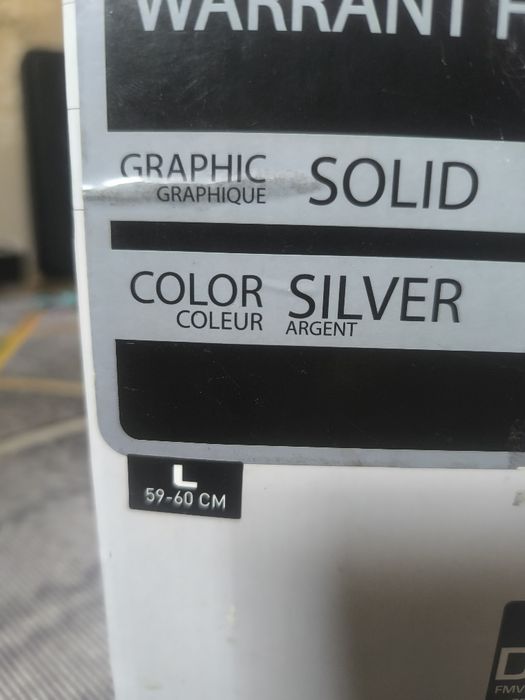 GRAPHIC SOLID
GRAPHIQUE
COLOR SILVER
COLEUR ARGENT
L
59-60 CM